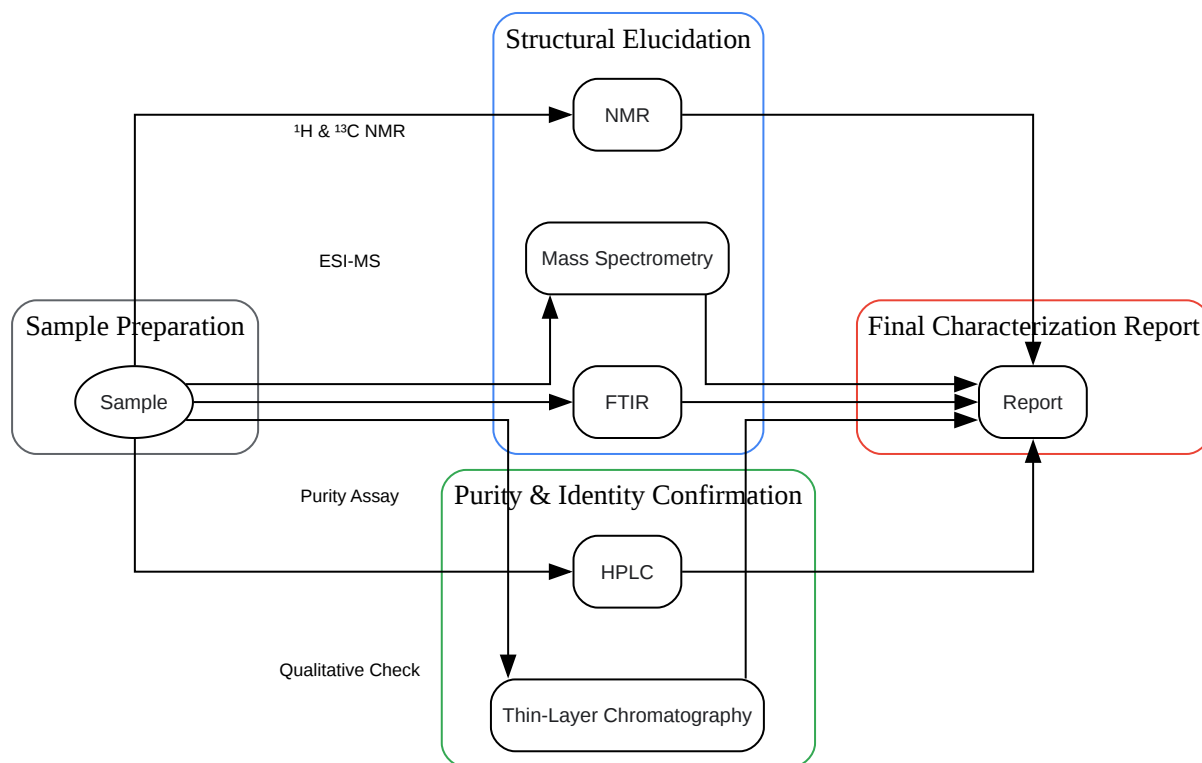 Structural Elucidation
NMR
¹H & ¹³C NMR
Mass Spectrometry
ESI-MS
Sample Preparation
Final Characterization Report
Sample
FTIR
Report
Purity Assay
Purity & Identity Confirmation
HPLC
Qualitative Check
Thin-Layer Chromatography